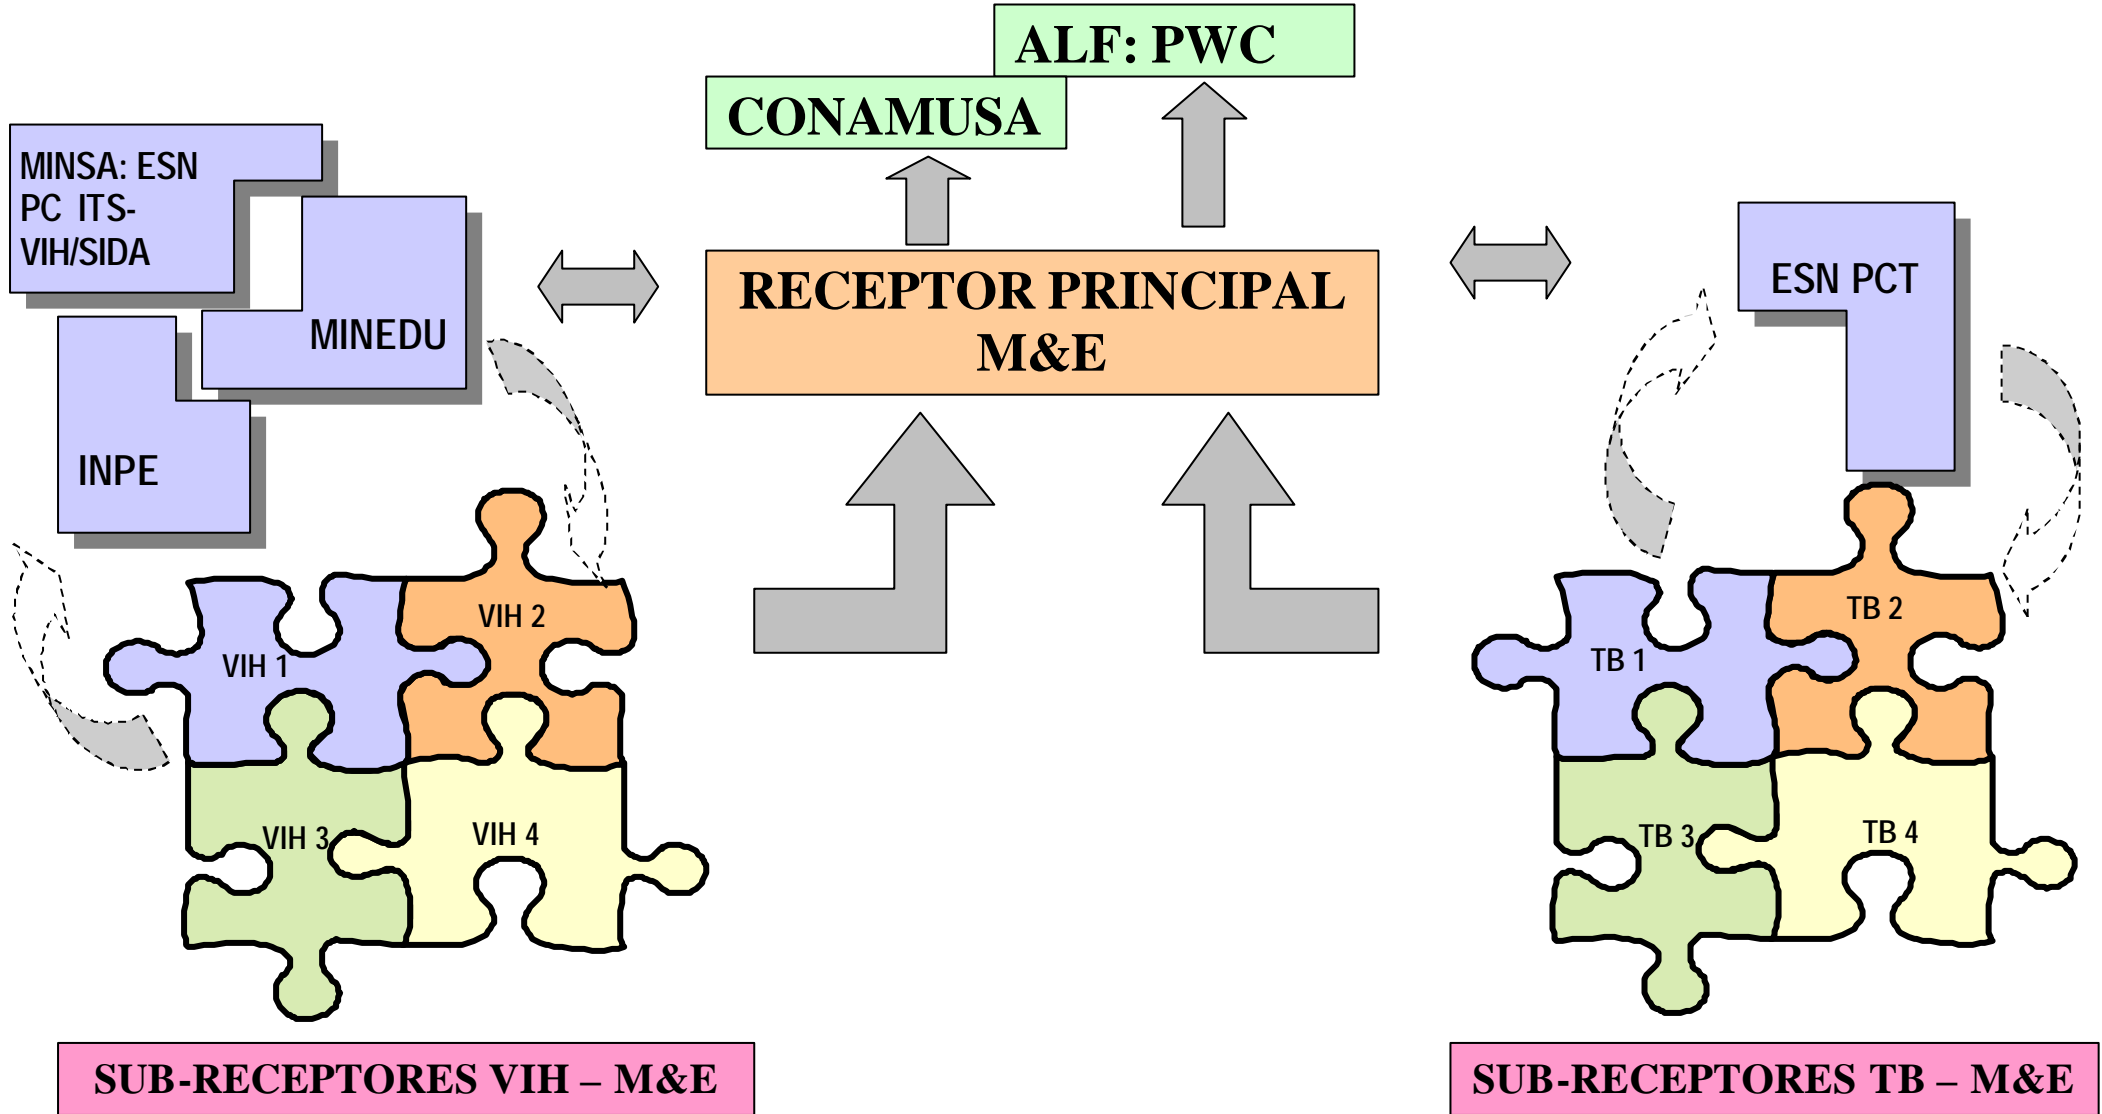 ALF: PWC
CONAMUSA
MINSA: ESN
PC ITS-
VIH/SIDA
MINEDU
INPE
RECEPTOR PRINCIPAL
M&E
ESN PCT
VIH 1
VIH 2
VIH 3
VIH 4
TB 1
TB 2
TB 3
TB 4
SUB-RECEPTORES VIH – M&E
SUB-RECEPTORES TB – M&E